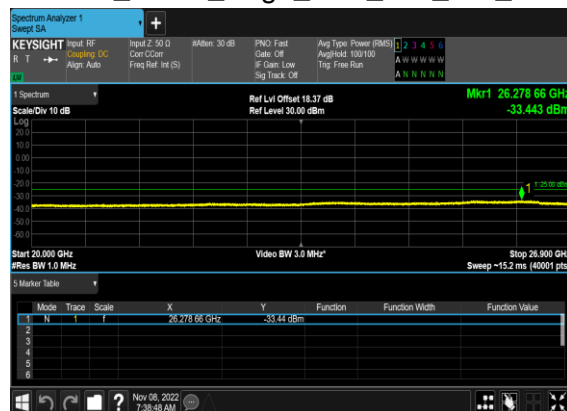 Spectrum Analyzer 1
Swept SA
+
KEYSIGHT
R T
Input: RF
Coupling: DC
Align: Auto
Input Z: 50 Ω
Corr CCorr
Freq Ref: Int (S)
#Atten: 30 dB
PNO: Fast
Gate: Off
IF Gain: Low
Sig Track: Off
Avg Type: Power (RMS)
Avg|Hold: 100/100
Trig: Free Run
1 2 3 4 5 6
A W W W W W
A N N N N N
1 Spectrum
Scale/Div 10 dB
Ref Lvl Offset 18.37 dB
Ref Level 30.00 dBm
Mkr1 26.278 66 GHz
-33.443 dBm
Log
20.0
10.0
0.00
-10.0
-20.0
-30.0
-40.0
-50.0
-60.0
1
-25.00 dBm
Start 20.000 GHz
#Res BW 1.0 MHz
Video BW 3.0 MHz*
Stop 26.900 GHz
Sweep ~15.2 ms (40001 pts)
5 Marker Table
Mode Trace Scale X Y Function Function Width Function Value
1 N 1 f 26.278 66 GHz -33.44 dBm
2
3
4
5
6
?
Nov 08, 2022
7:38:48 AM